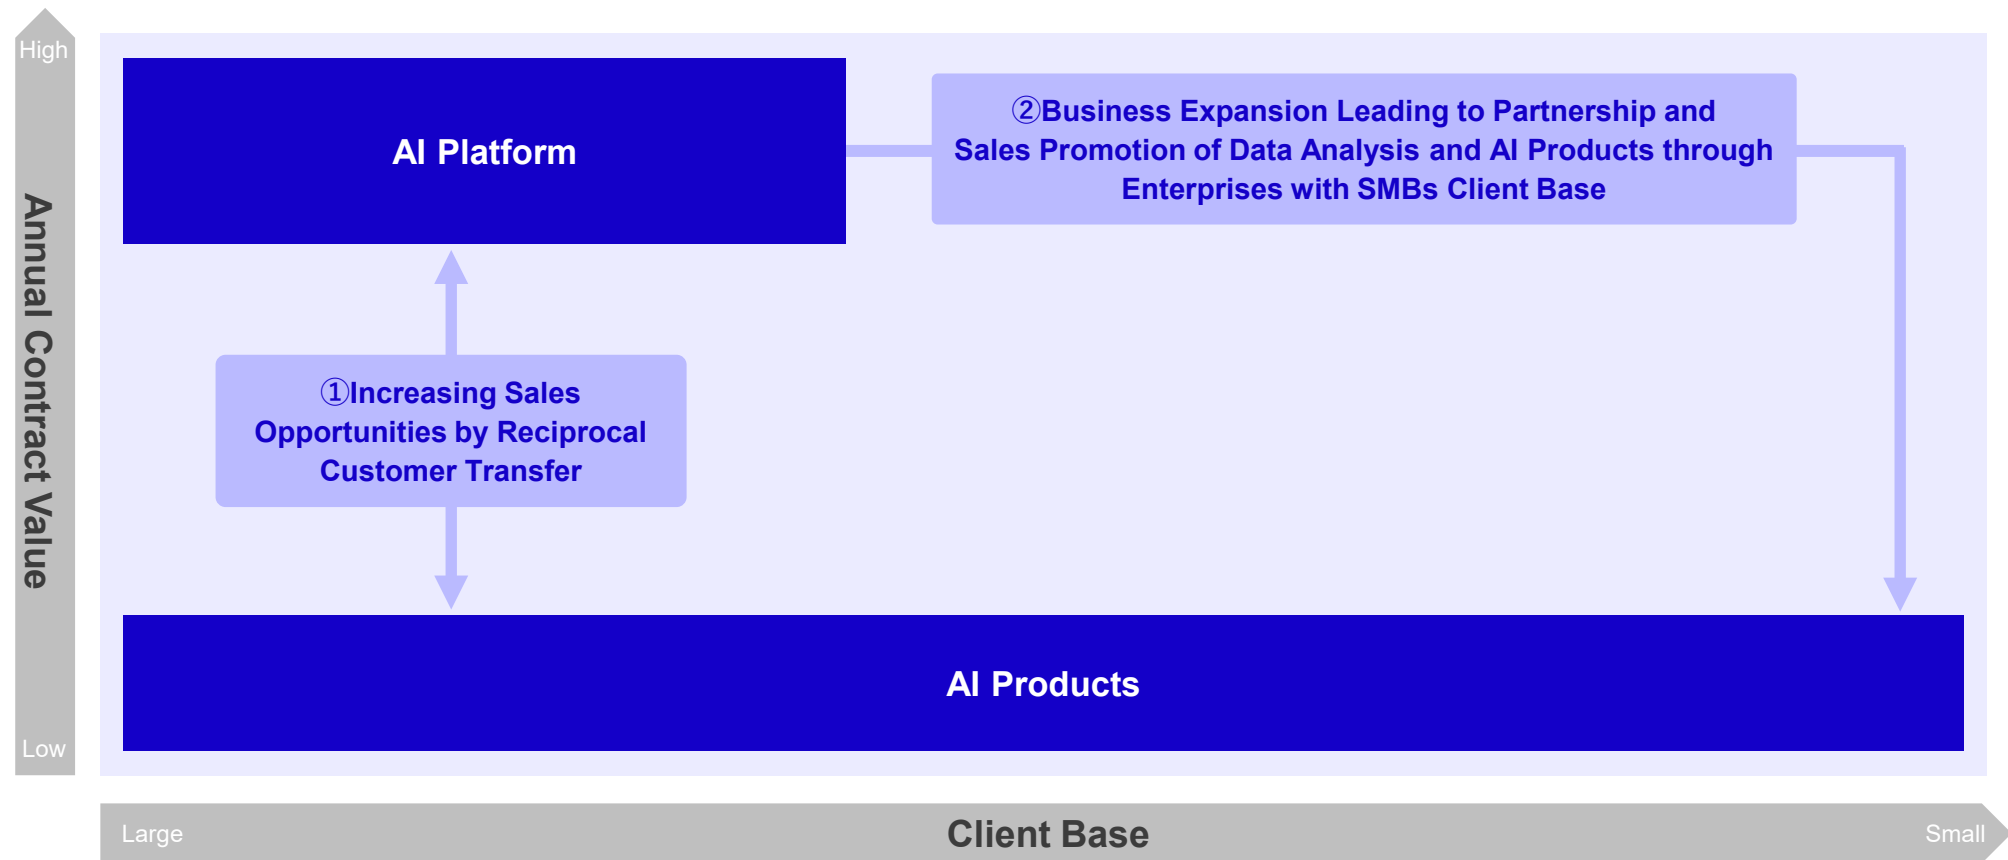 High
AI Platform
②Business Expansion Leading to Partnership and
Sales Promotion of Data Analysis and AI Products through
Enterprises with SMBs Client Base
Annual Contract Value
①Increasing Sales
Opportunities by Reciprocal
Customer Transfer
AI Products
Low
Large
Client Base
Small